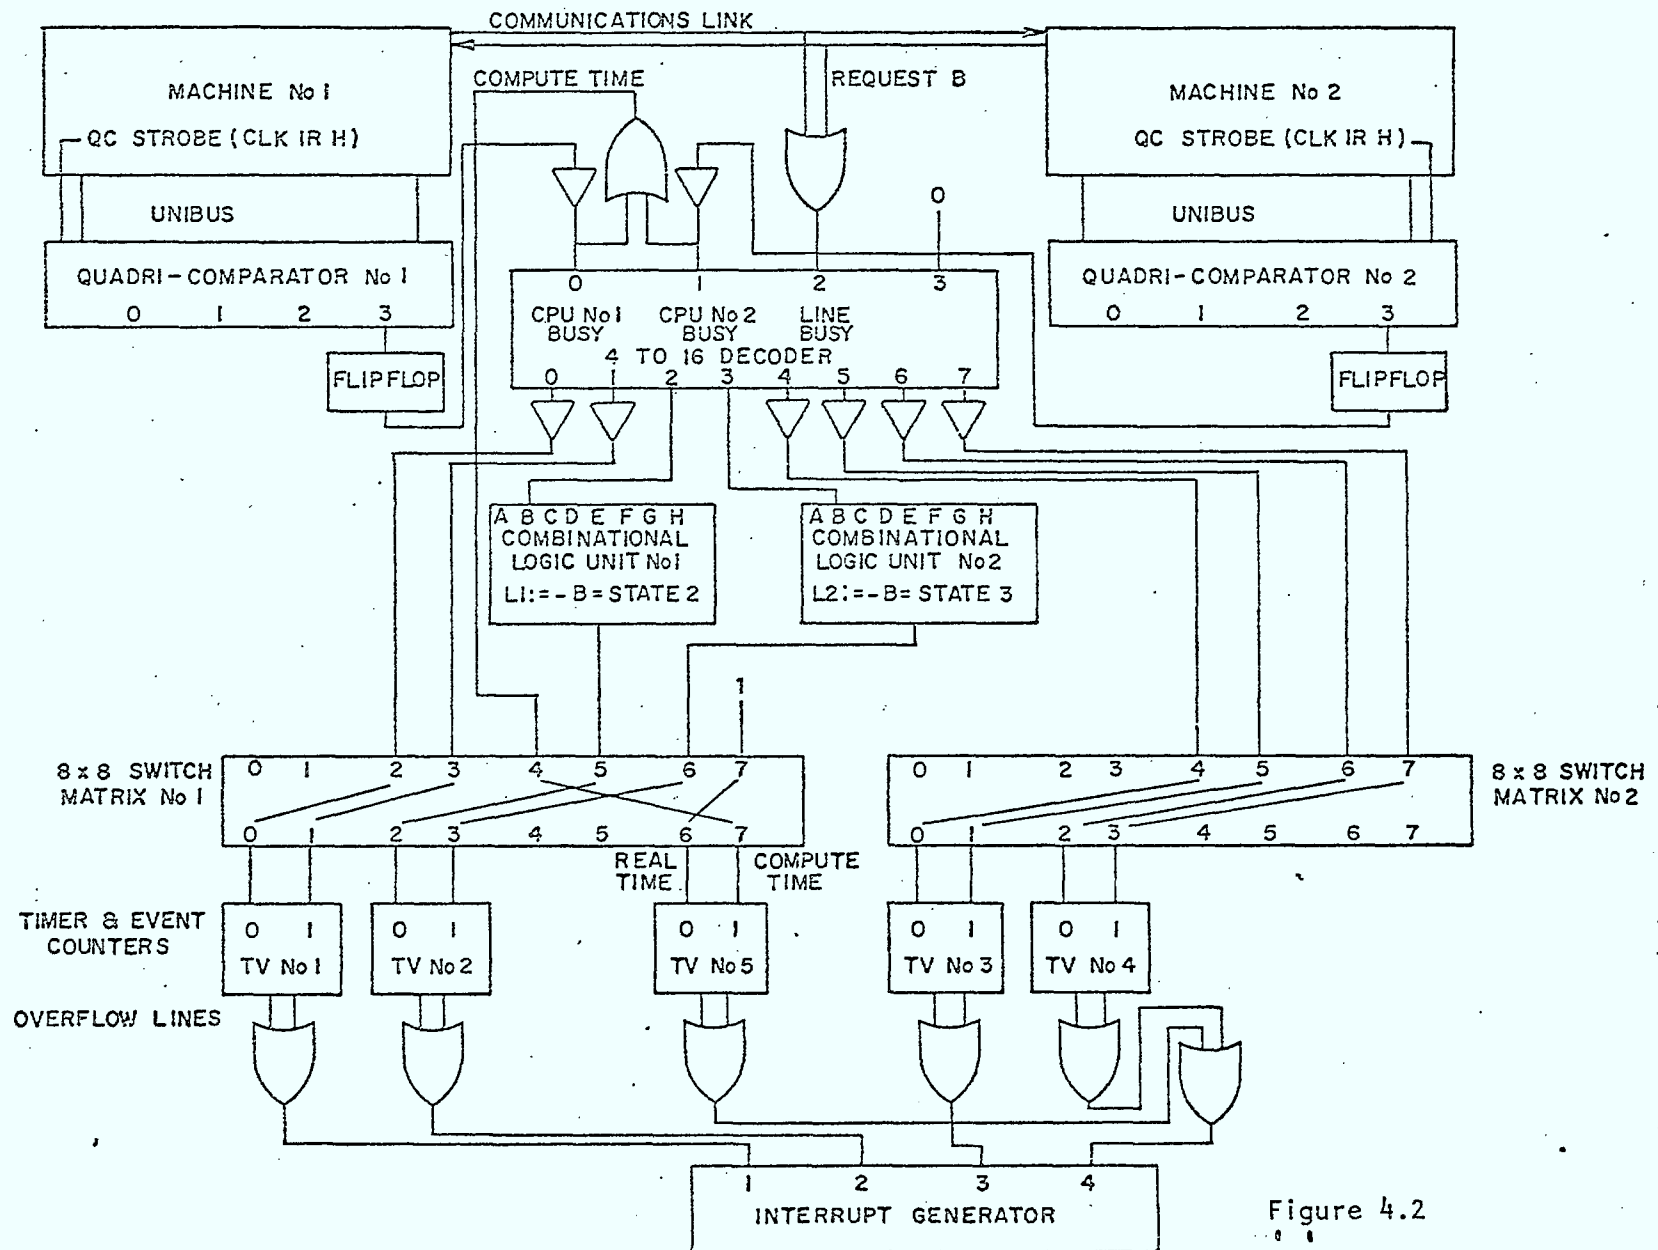 COMMUNICATIONS LINK
MACHINE No 1
QC STROBE (CLK IR H)
COMPUTE TIME
REQUEST B
MACHINE No 2
QC STROBE (CLK IR H)
UNIBUS
0
UNIBUS
QUADRI-COMPARATOR No 1
0 1 2 3
QUADRI-COMPARATOR No 2
0 1 2 3
0 1 2 3
CPU No 1 BUSY
CPU No 2 BUSY
LINE BUSY
4 TO 16 DECODER
0 1 2 3 4 5 6 7
FLIPFLOP
FLIPFLOP
A B C D E F G H
COMBINATIONAL
LOGIC UNIT No 1
L1:=-B=STATE 2
A B C D E F G H
COMBINATIONAL
LOGIC UNIT No 2
L2:=-B=STATE 3
1
8 x 8 SWITCH
MATRIX No 1
0 1 2 3 4 5 6 7
0 1 2 3 4 5 6 7
8 x 8 SWITCH
MATRIX No 2
0 1 2 3 4 5 6 7
0 1 2 3 4 5 6 7
REAL
TIME
COMPUTE
TIME
TIMER & EVENT
COUNTERS
0 1
TV No 1
0 1
TV No 2
0 1
TV No 5
0 1
TV No 3
0 1
TV No 4
OVERFLOW LINES
1 2 3 4
INTERRUPT GENERATOR
Figure 4.2